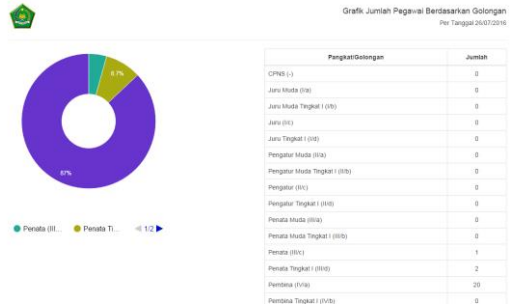 Grafik Jumlah Pegawai Berdasarkan Golongan
Per Tanggal 26/07/2016
8.7%
87%
Penata (III... Penata Ti... 1/2
Pangkat/Golongan Jumlah
CPNS (-) 0
Juru Muda (I/a) 0
Juru Muda Tingkat I (I/b) 0
Juru (I/c) 0
Juru Tingkat I (I/d) 0
Pengatur Muda (II/a) 0
Pengatur Muda Tingkat I (II/b) 0
Pengatur (II/c) 0
Pengatur Tingkat I (II/d) 0
Penata Muda (III/a) 0
Penata Muda Tingkat I (III/b) 0
Penata (III/c) 1
Penata Tingkat I (III/d) 2
Pembina (IV/a) 20
Pembina Tingkat I (IV/b) 0